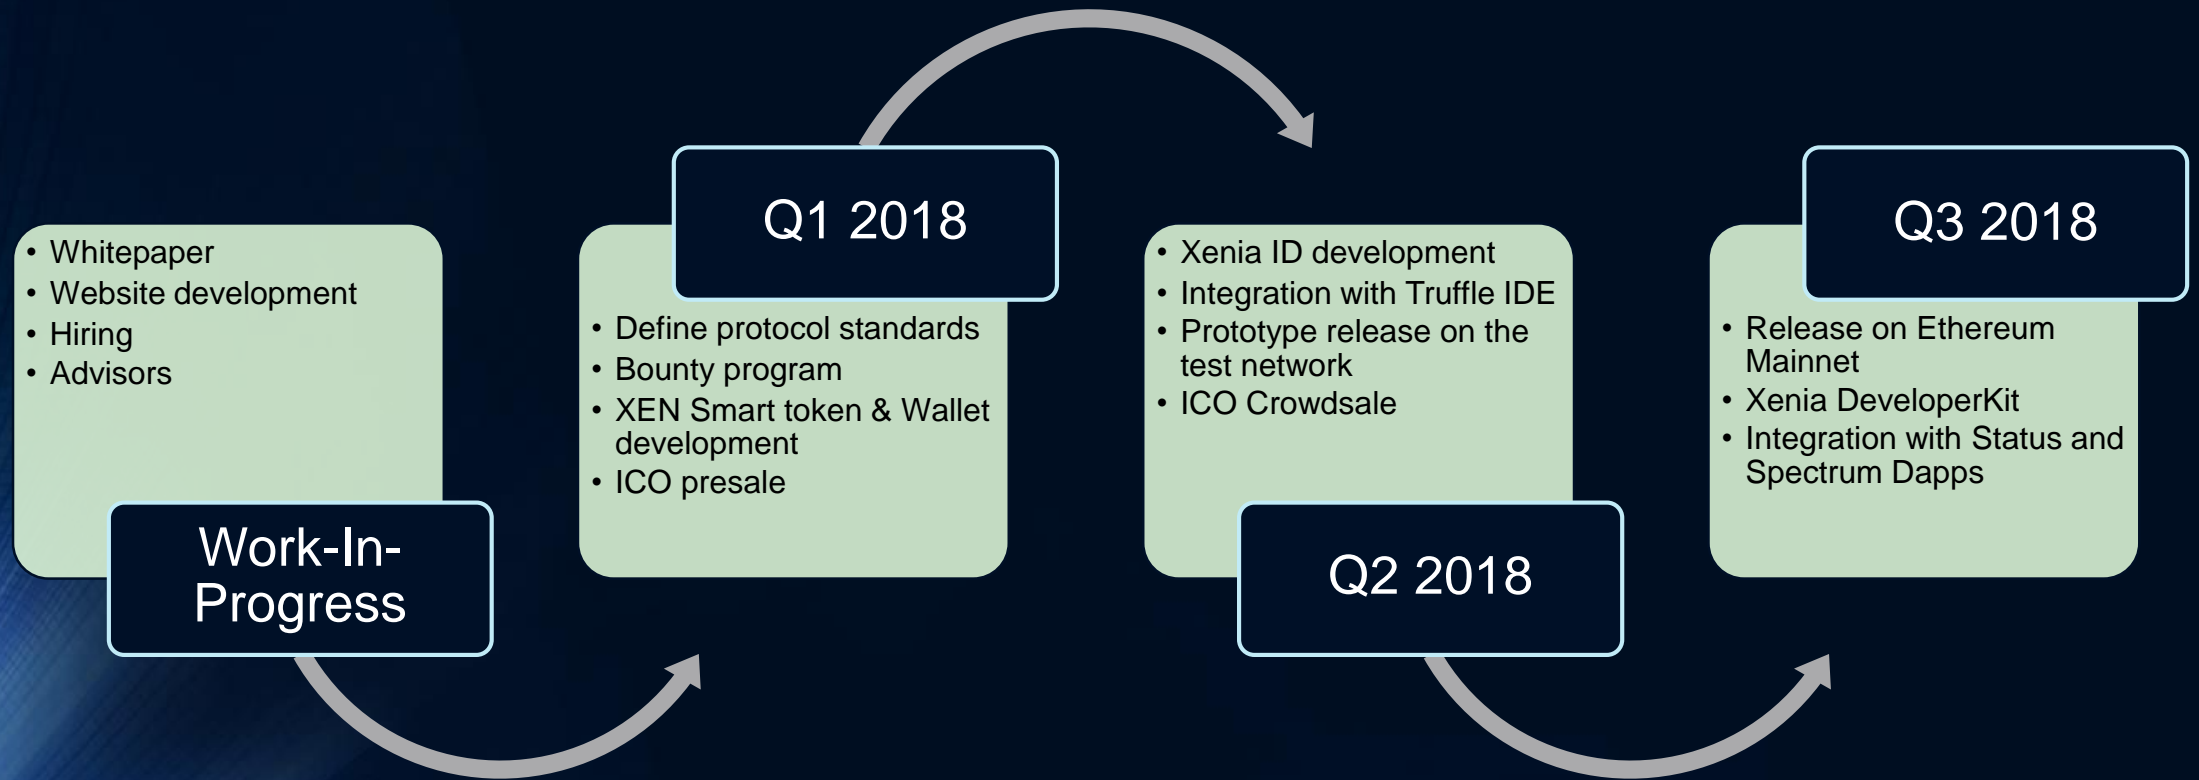 • Whitepaper
• Website development
• Hiring
• Advisors
Work-In-
Progress
Q1 2018
• Define protocol standards
• Bounty program
• XEN Smart token & Wallet
development
• ICO presale
• Xenia ID development
• Integration with Truffle IDE
• Prototype release on the
test network
• ICO Crowdsale
Q2 2018
Q3 2018
• Release on Ethereum
Mainnet
• Xenia DeveloperKit
• Integration with Status and
Spectrum Dapps